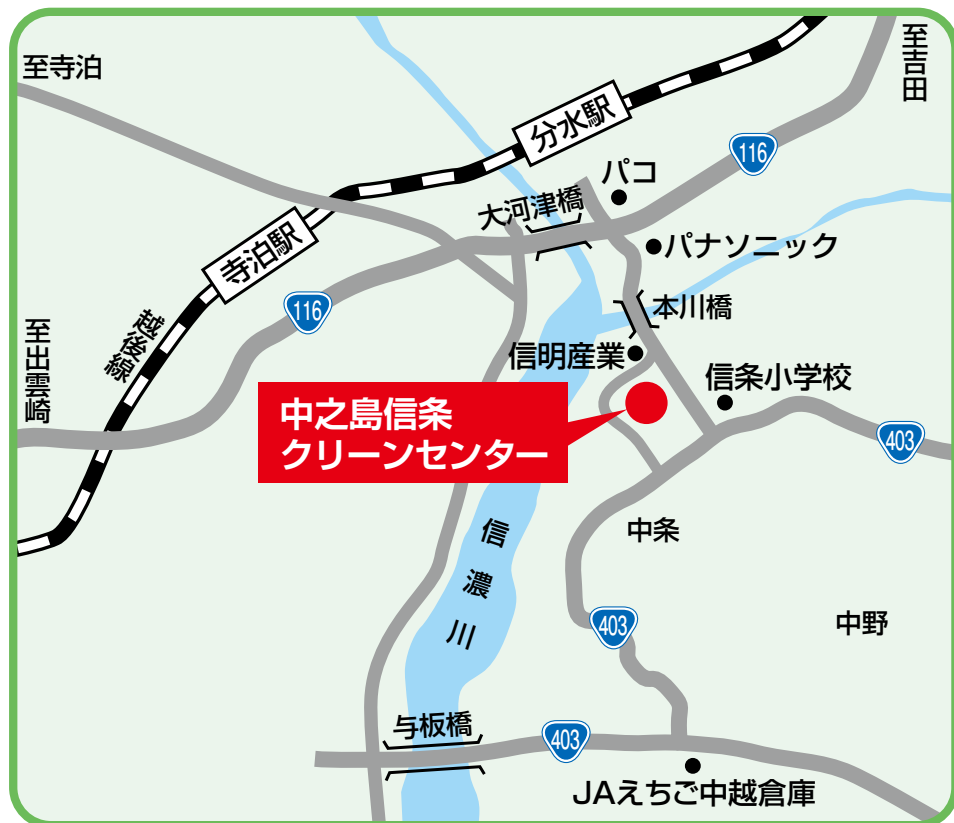 至寺泊
至吉田
分水駅
116
パコ
大河津橋
パナソニック
寺泊駅
116
本川橋
越後線
至出雲崎
信明産業
信条小学校
中之島信条
クリーンセンター
403
信濃川
中条
403
中野
与板橋
403
JAえちご中越倉庫